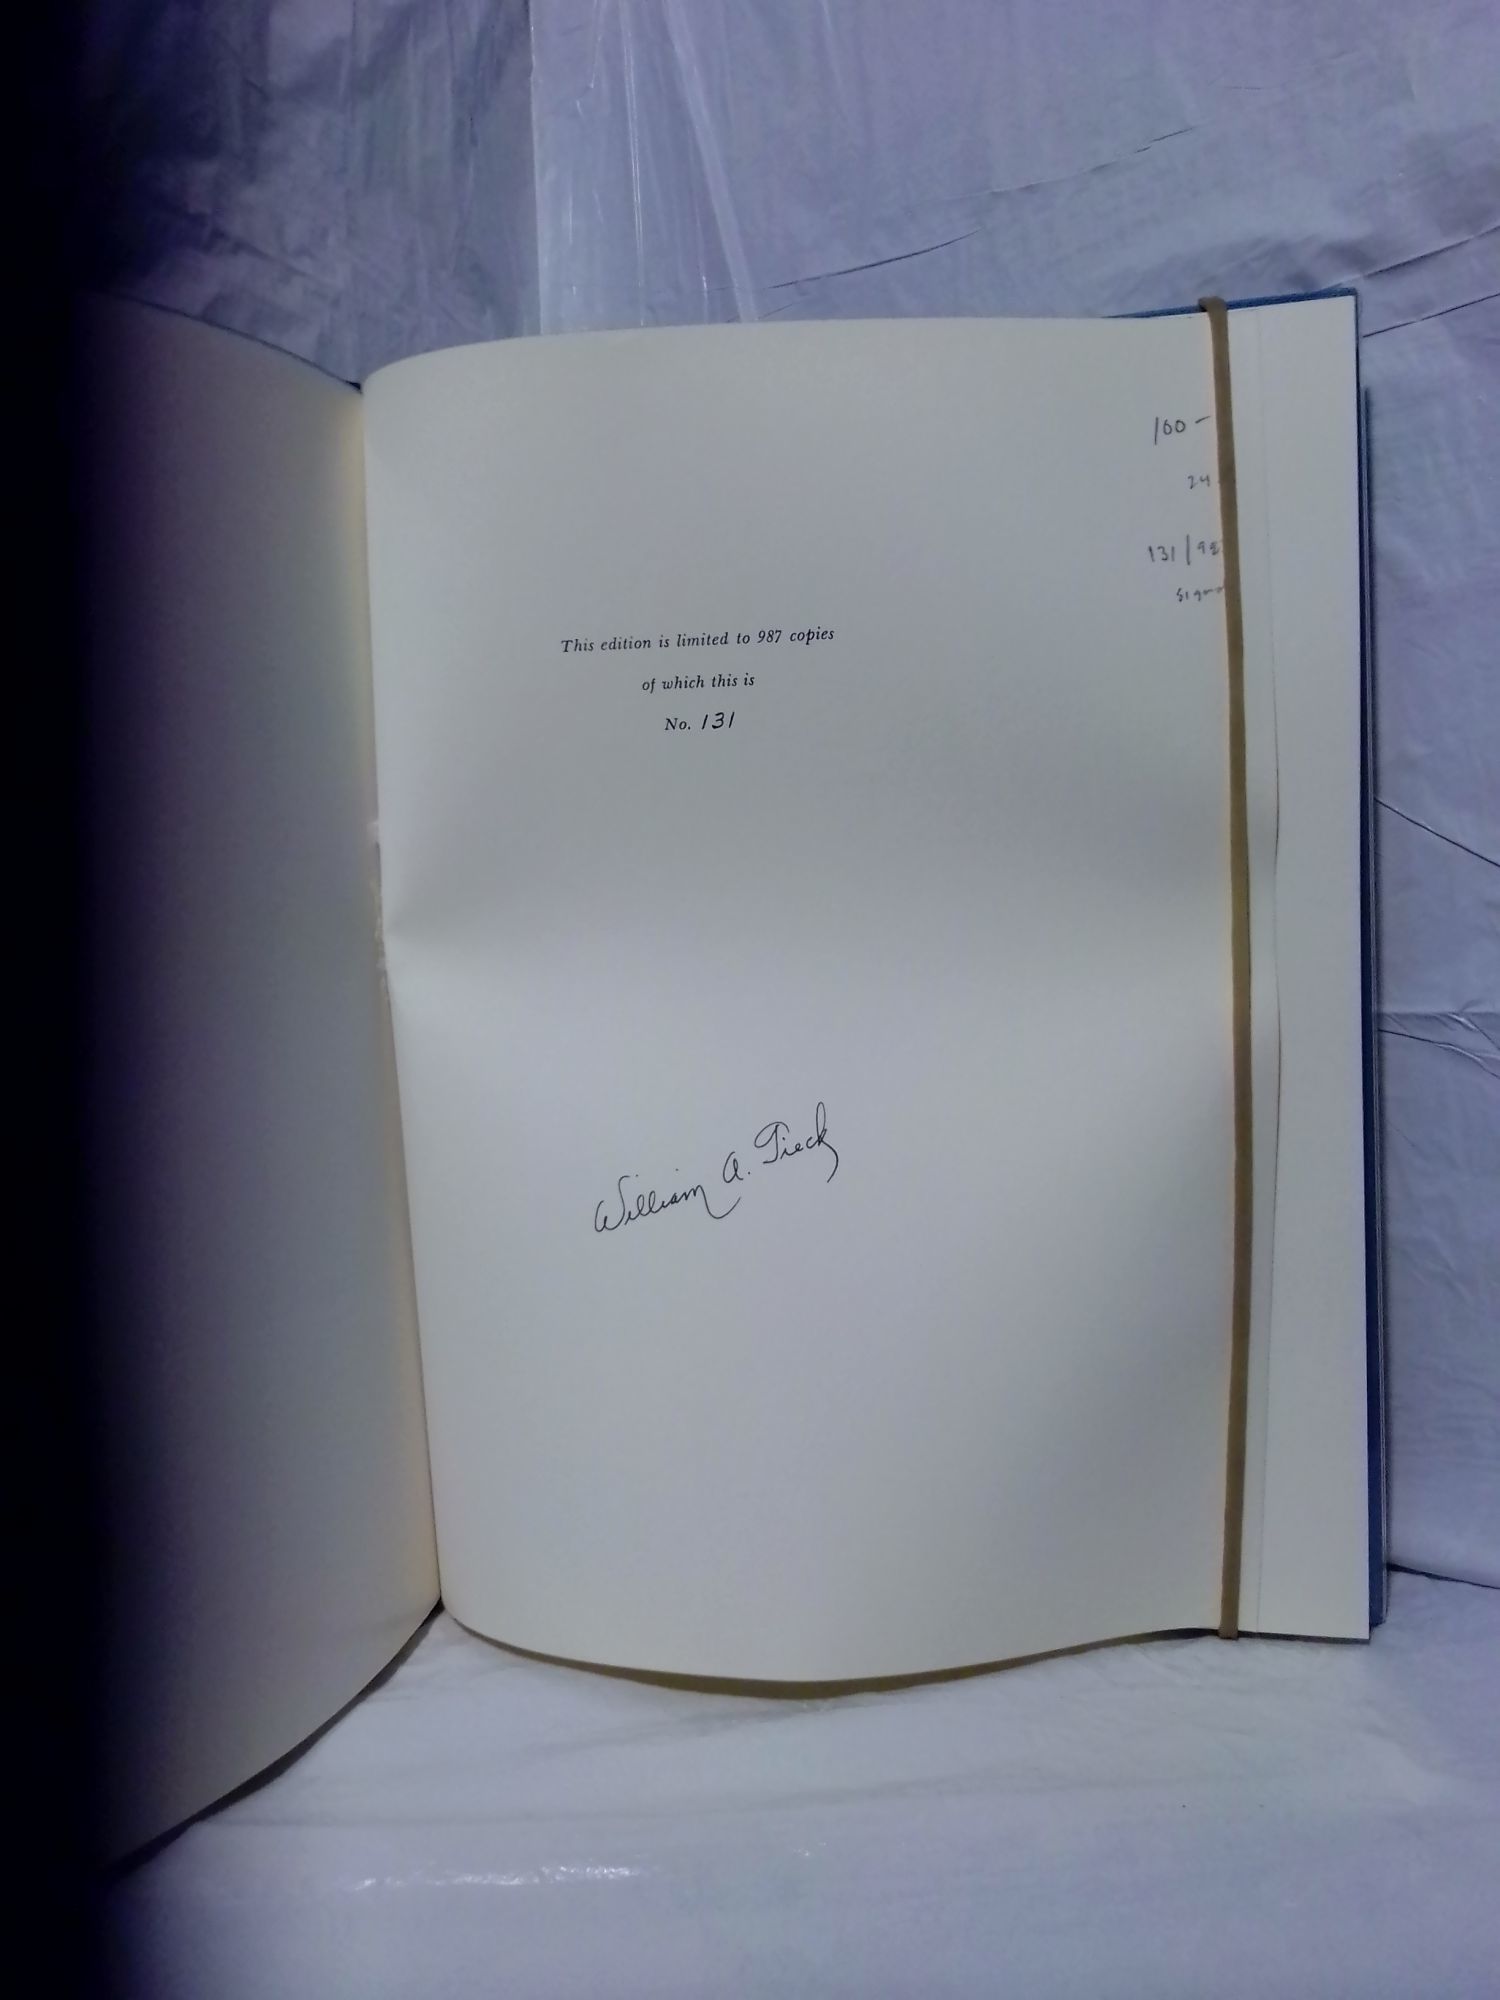 100 -
24
131/98
This edition is limited to 987 copies
of which this is
No. 131
William A. Tieck